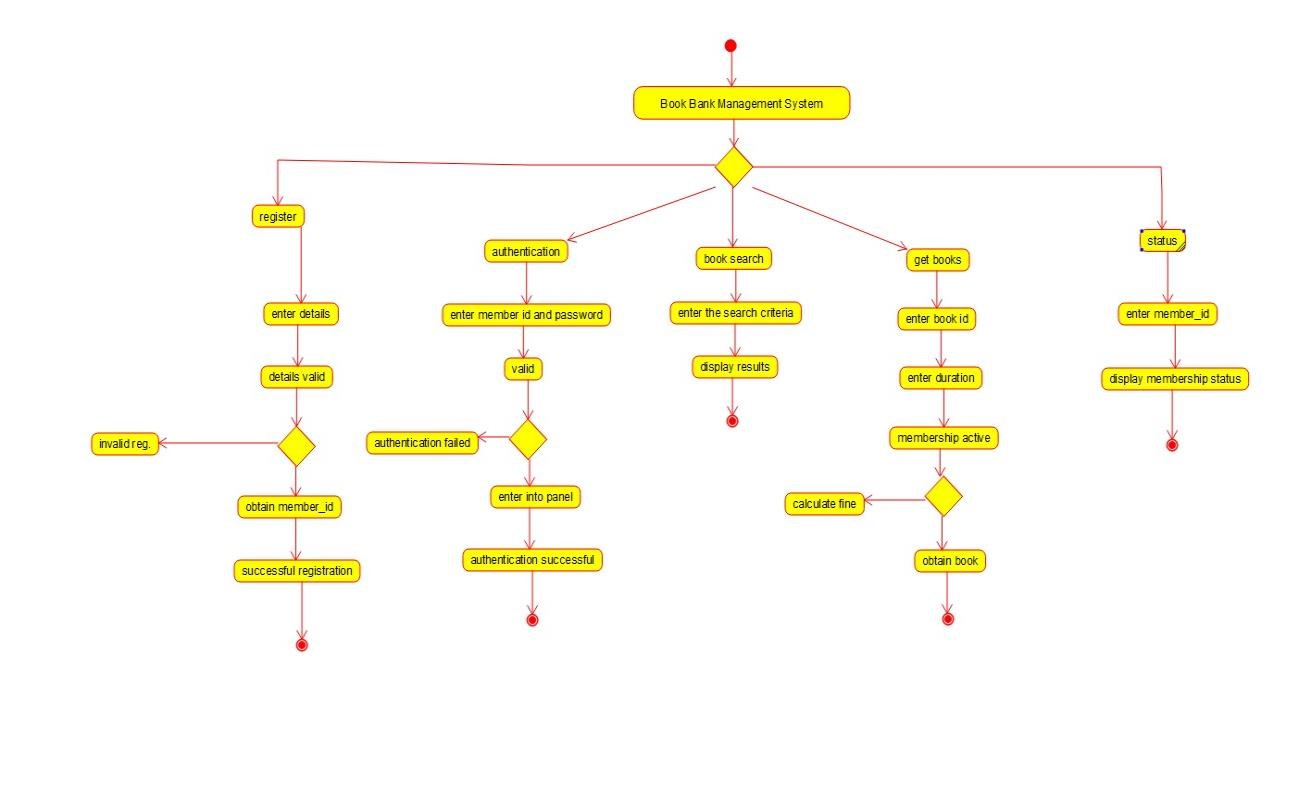 Book Bank Management System
register
authentication
book search
get books
status
enter details
enter member id and password
enter the search criteria
enter book id
enter member_id
details valid
valid
display results
enter duration
display membership status
invalid reg.
authentication failed
membership active
obtain member_id
enter into panel
calculate fine
successful registration
authentication successful
obtain book